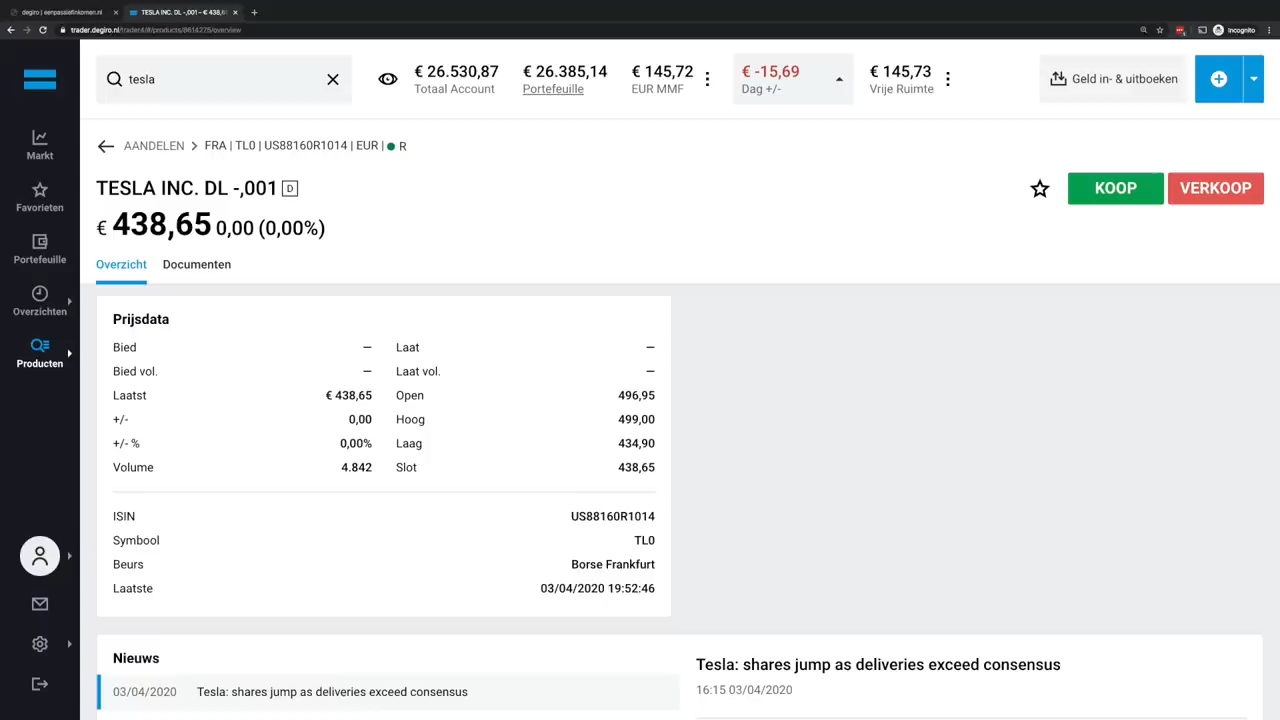 degiro | eenpassiefinkomen.nl
TESLA INC. DL -,001 - € 438,6
trader.degiro.nl/trader4/#/products/8614275/overview
Incognito
tesla
€ 26.530,87
Totaal Account
€ 26.385,14
Portefeuille
€ 145,72
EUR MMF
€ -15,69
Dag +/-
€ 145,73
Vrije Ruimte
Geld in- & uitboeken
Markt
Favorieten
Portefeuille
Overzichten
Producten
AANDELEN > FRA | TL0 | US88160R1014 | EUR | R
TESLA INC. DL -,001 D
€ 438,65 0,00 (0,00%)
KOOP
VERKOOP
Overzicht Documenten
Prijsdata
Bied — Laat —
Bied vol. — Laat vol. —
Laatst € 438,65 Open 496,95
+/- 0,00 Hoog 499,00
+/- % 0,00% Laag 434,90
Volume 4.842 Slot 438,65
ISIN US88160R1014
Symbool TL0
Beurs Borse Frankfurt
Laatste 03/04/2020 19:52:46
Nieuws
03/04/2020 Tesla: shares jump as deliveries exceed consensus
Tesla: shares jump as deliveries exceed consensus
16:15 03/04/2020